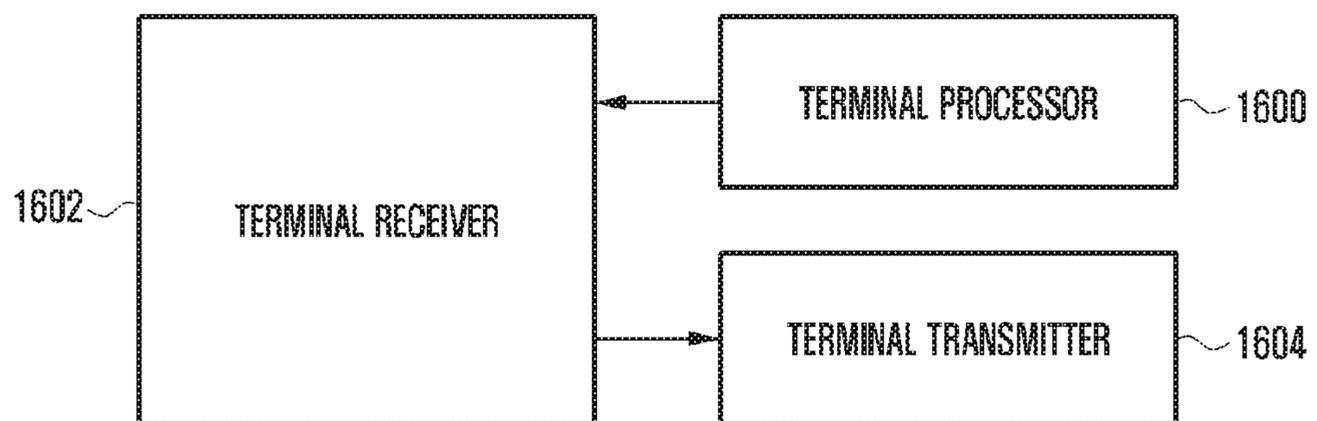 TERMINAL PROCESSOR
1600
1602
TERMINAL RECEIVER
TERMINAL TRANSMITTER
1604